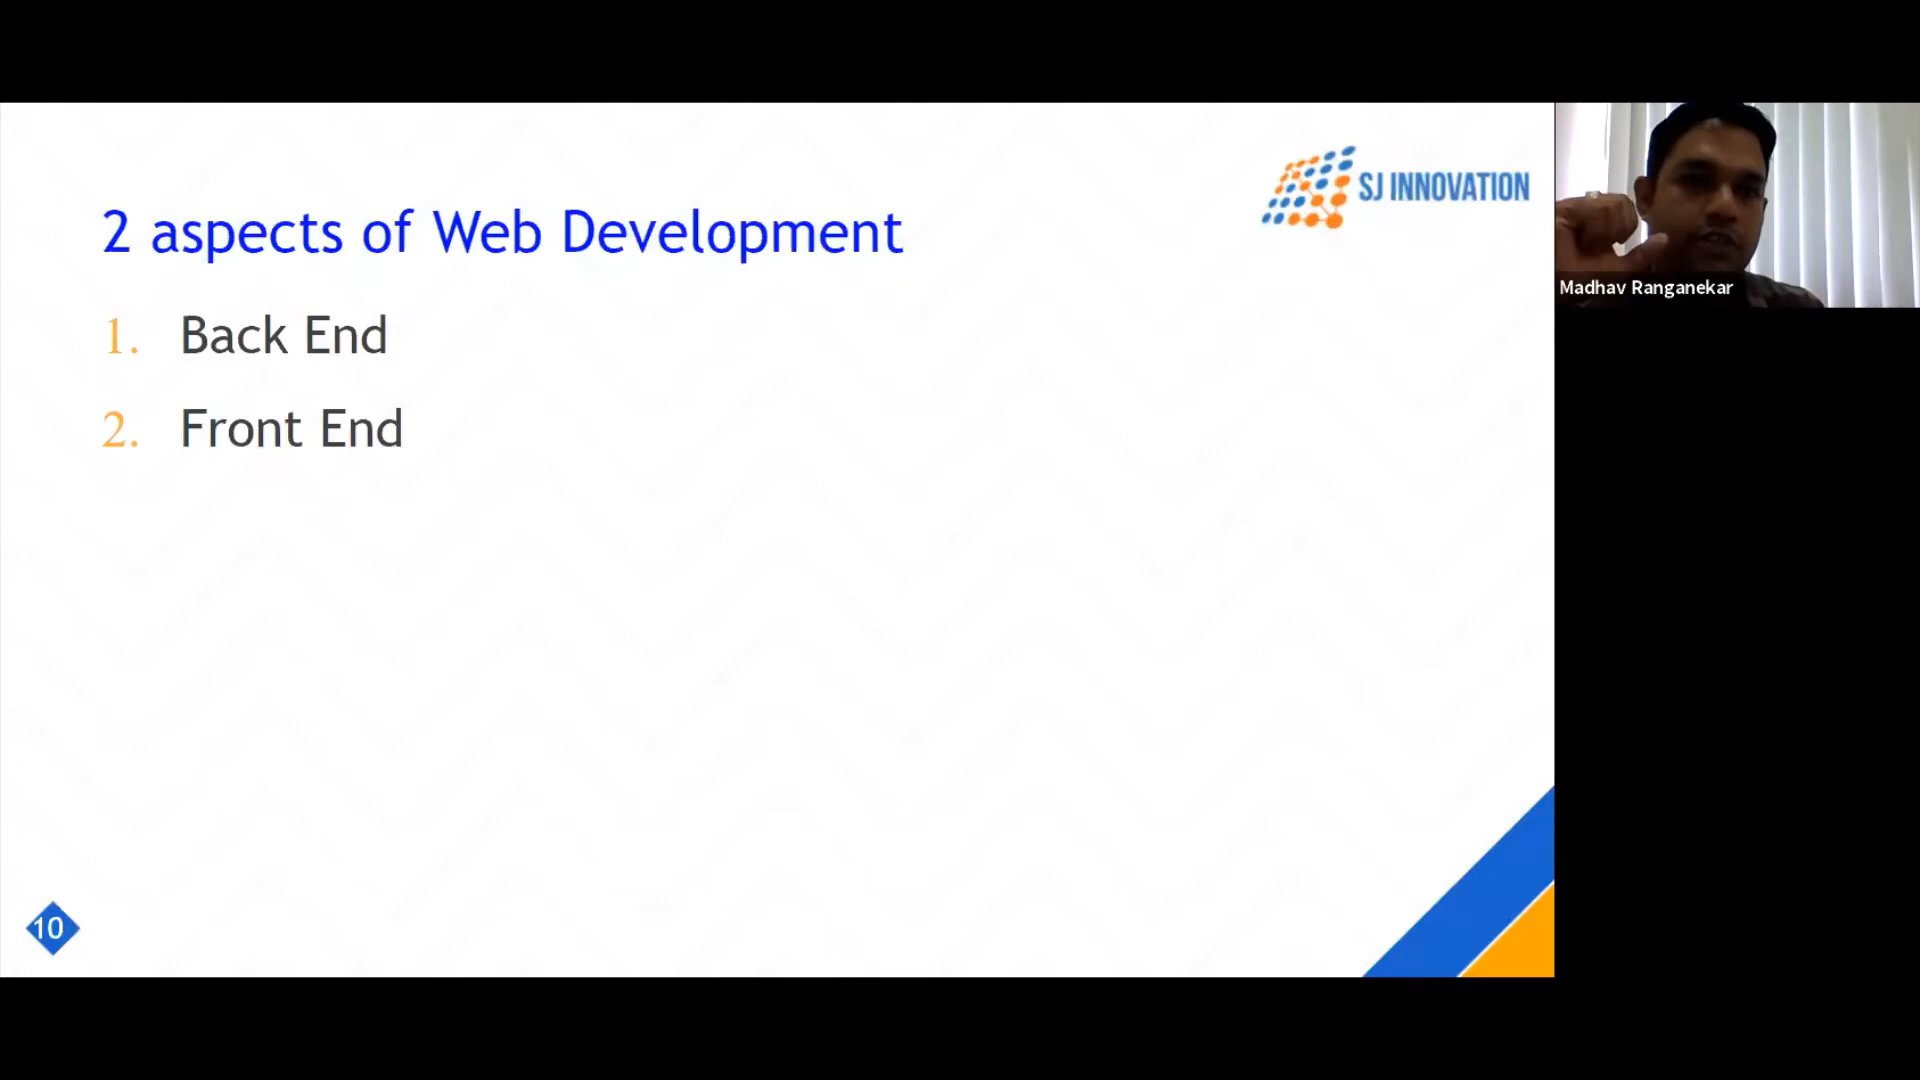 SJ INNOVATION
2 aspects of Web Development
1. Back End
2. Front End
10
Madhav Ranganekar